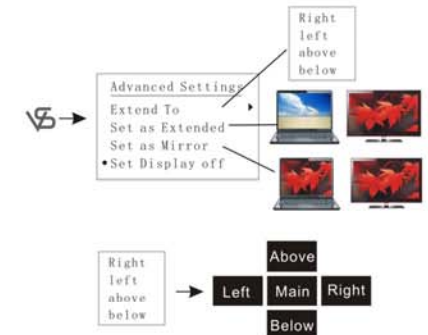 Right
left
above
below
Advanced Settings
Extend To
Set as Extended
Set as Mirror
•Set Display off
Right
left
above
below
Above
Left Main Right
Below